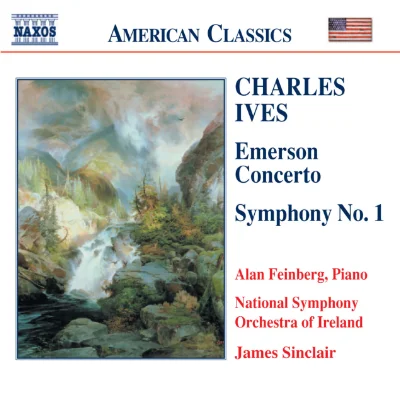 NAXOS
AMERICAN CLASSICS
CHARLES
IVES
Emerson
Concerto
Symphony No. 1
Alan Feinberg, Piano
National Symphony
Orchestra of Ireland
James Sinclair